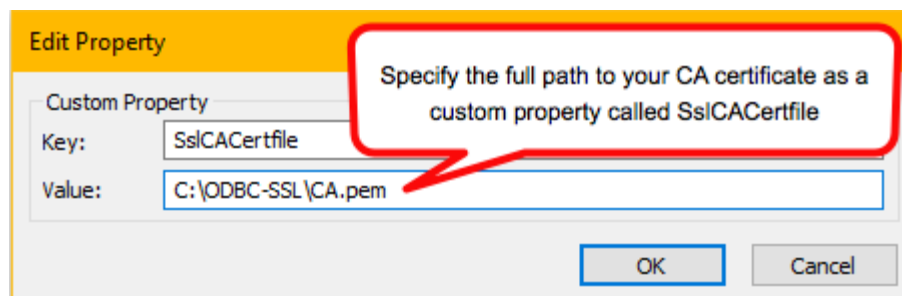 Edit Property
Specify the full path to your CA certificate as a
custom property called SslCACertfile
Custom Property
Key: SslCACertfile
Value: C:\ODBC-SSL\CA.pem
OK Cancel